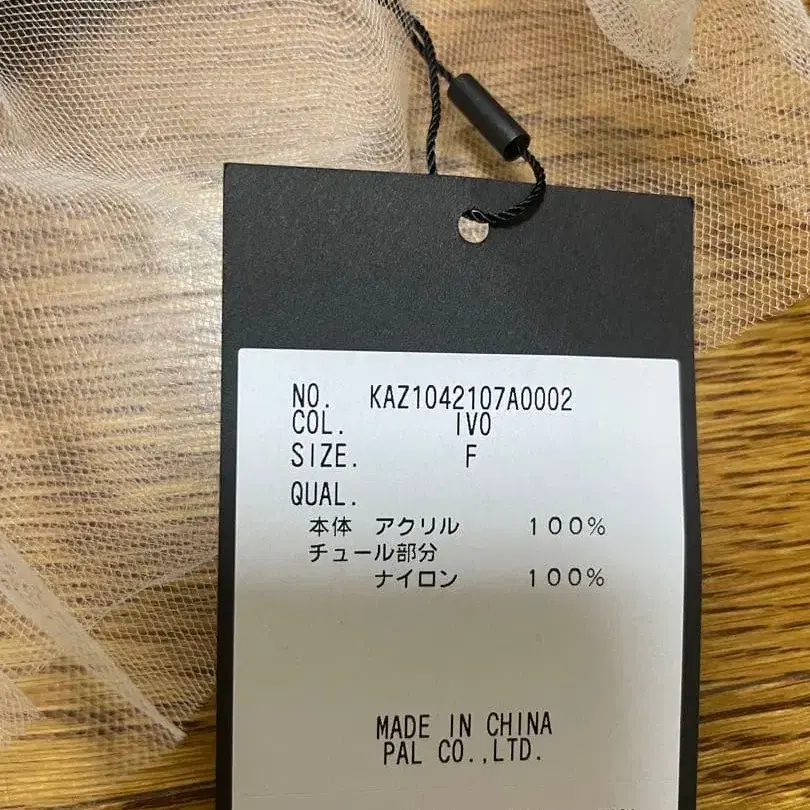 NO. KAZ1042107A0002
COL. IVO
SIZE. F
QUAL.
本体 アクリル 100%
チュール部分
ナイロン 100%
MADE IN CHINA
PAL CO.,LTD.